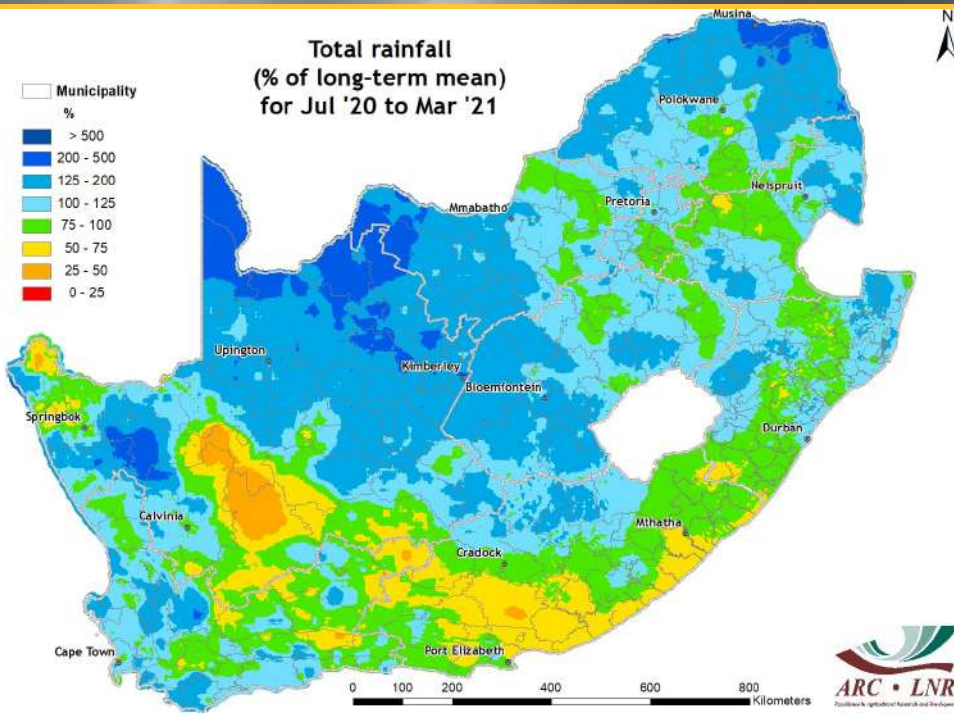 Total rainfall
(% of long-term mean)
for Jul '20 to Mar '21
N
Municipality
%
> 500
200 - 500
125 - 200
100 - 125
75 - 100
50 - 75
25 - 50
0 - 25
Musina
Polokwane
Nelspruit
Mmabatho
Pretoria
Upington
Kimberley
Bloemfontein
Springbok
Durban
Calvinia
Mthatha
Cradock
Cape Town
Port Elizabeth
0 100 200 400 600 800
Kilometers
ARC • LNR